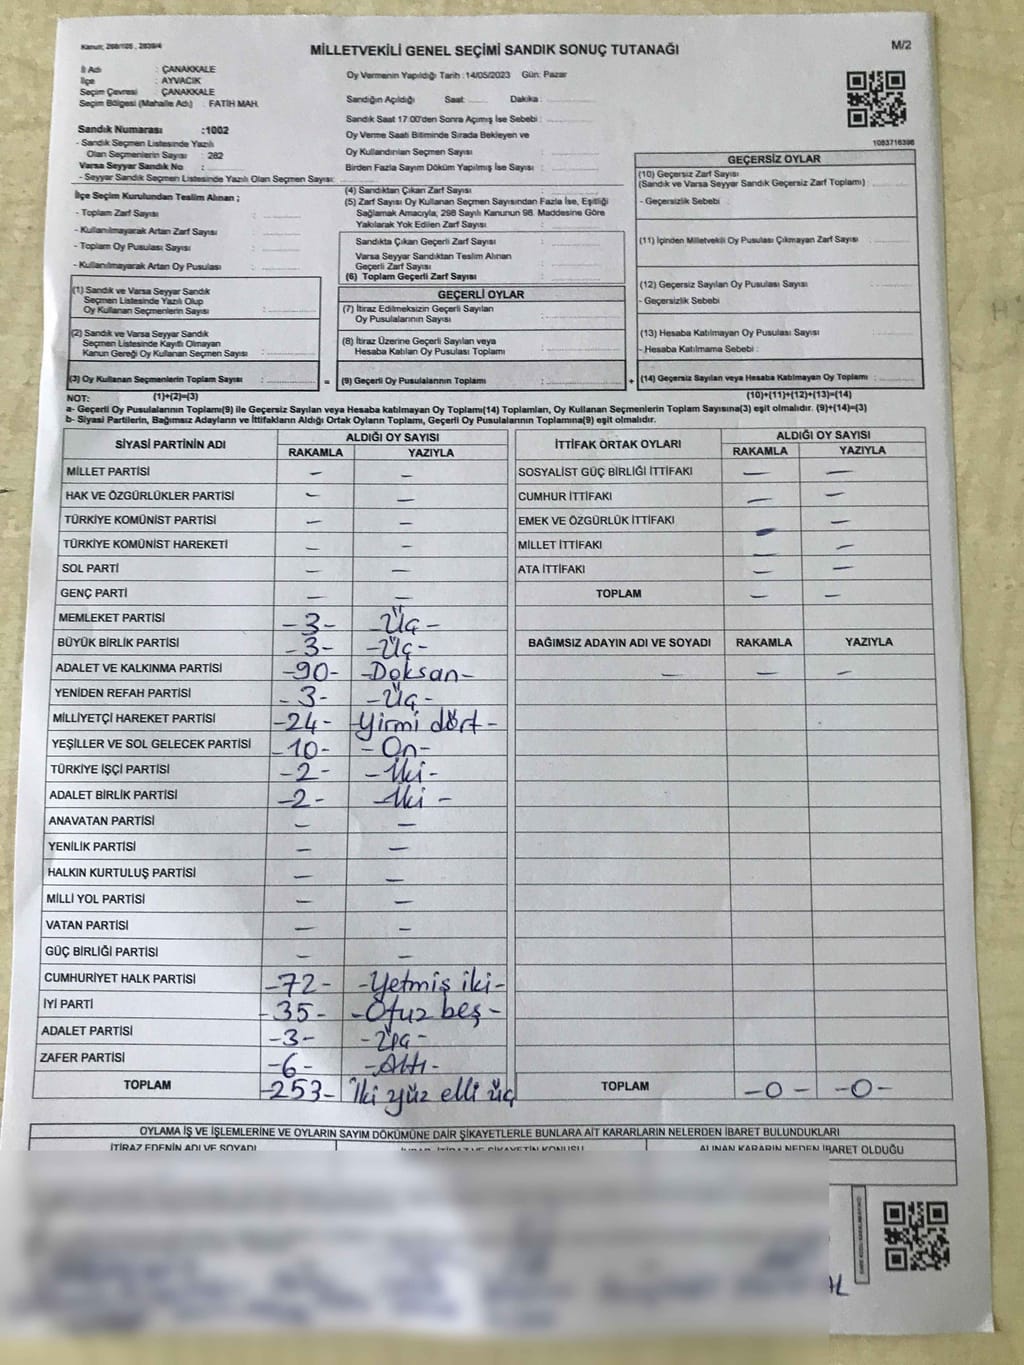 Kanun: 298/105 , 2839/4
M/2
MİLLETVEKİLİ GENEL SEÇİMİ SANDIK SONUÇ TUTANAĞI
İl Adı : ÇANAKKALE
İlçe : AYVACIK
Seçim Çevresi : ÇANAKKALE
Seçim Bölgesi (Mahalle Adı) : FATİH MAH.
Sandık Numarası :1002
- Sandık Seçmen Listesinde Yazılı
Olan Seçmenlerin Sayısı : 282
Varsa Seyyar Sandık No :
- Seyyar Sandık Seçmen Listesinde Yazılı Olan Seçmen Sayısı:
Oy Vermenin Yapıldığı Tarih :14/05/2023 Gün: Pazar
Sandığın Açıldığı Saat: Dakika :
Sandık Saat 17:00'den Sonra Açımış İse Sebebi :
Oy Verme Saati Bitiminde Sırada Bekleyen ve
Oy Kullandırılan Seçmen Sayısı :
Birden Fazla Sayım Döküm Yapılmış İse Sayısı :
1083716398
İlçe Seçim Kurulundan Teslim Alınan ;
- Toplam Zarf Sayısı :
- Kullanılmayarak Artan Zarf Sayısı :
- Toplam Oy Pusulası Sayısı :
- Kullanılmayarak Artan Oy Pusulası :
(4) Sandıktan Çıkan Zarf Sayısı :
(5) Zarf Sayısı Oy Kullanan Seçmen Sayısından Fazla İse, Eşitliği
Sağlamak Amacıyla, 298 Sayılı Kanunun 98. Maddesine Göre
Yakılarak Yok Edilen Zarf Sayısı :
Sandıkta Çıkan Geçerli Zarf Sayısı :
Varsa Seyyar Sandıktan Teslim Alınan
Geçerli Zarf Sayısı :
(6) Toplam Geçerli Zarf Sayısı :
GEÇERSİZ OYLAR
(10) Geçersiz Zarf Sayısı
(Sandık ve Varsa Seyyar Sandık Geçersiz Zarf Toplamı) :
- Geçersizlik Sebebi :
(11) İçinden Milletvekili Oy Pusulası Çıkmayan Zarf Sayısı :
(12) Geçersiz Sayılan Oy Pusulası Sayısı :
- Geçersizlik Sebebi :
(13) Hesaba Katılmayan Oy Pusulası Sayısı :
- Hesaba Katılmama Sebebi :
(14) Geçersiz Sayılan veya Hesaba Katılmayan Oy Toplamı :
(1) Sandık ve Varsa Seyyar Sandık
Seçmen Listesinde Yazılı Olup
Oy Kullanan Seçmenlerin Sayısı :
(2) Sandık ve Varsa Seyyar Sandık
Seçmen Listesinde Kayıtlı Olmayan
Kanun Gereği Oy Kullanan Seçmen Sayısı :
(3) Oy Kullanan Seçmenlerin Toplam Sayısı : =
GEÇERLİ OYLAR
(7) İtiraz Edilmeksizin Geçerli Sayılan
Oy Pusulalarının Sayısı :
(8) İtiraz Üzerine Geçerli Sayılan veya
Hesaba Katılan Oy Pusulası Toplamı :
(9) Geçerli Oy Pusulalarının Toplamı : +
NOT: (1)+(2)=(3) (10)+(11)+(12)+(13)=(14)
a- Geçerli Oy Pusulalarının Toplamı(9) ile Geçersiz Sayılan veya Hesaba katılmayan Oy Toplamı(14) Toplamları, Oy Kullanan Seçmenlerin Toplam Sayısına(3) eşit olmalıdır. (9)+(14)=(3)
b- Siyasi Partilerin, Bağımsız Adayların ve İttifakların Aldığı Ortak Oyların Toplamı, Geçerli Oy Pusulalarının Toplamına(9) eşit olmalıdır.
SİYASİ PARTİNİN ADI ALDIĞI OY SAYISI
RAKAMLA YAZIYLA
MİLLET PARTİSİ - -
HAK VE ÖZGÜRLÜKLER PARTİSİ - -
TÜRKİYE KOMÜNİST PARTİSİ - -
TÜRKİYE KOMÜNİST HAREKETİ - -
SOL PARTİ - -
GENÇ PARTİ - -
MEMLEKET PARTİSİ -3- -Üç-
BÜYÜK BİRLİK PARTİSİ -3- -Üç-
ADALET VE KALKINMA PARTİSİ -90- -Doksan-
YENİDEN REFAH PARTİSİ -3- -Üç-
MİLLİYETÇİ HAREKET PARTİSİ -24- -Yirmi dört-
YEŞİLLER VE SOL GELECEK PARTİSİ -10- -On-
TÜRKİYE İŞÇİ PARTİSİ -2- -İki-
ADALET BİRLİK PARTİSİ -2- -İki-
ANAVATAN PARTİSİ - -
YENİLİK PARTİSİ - -
HALKIN KURTULUŞ PARTİSİ - -
MİLLİ YOL PARTİSİ - -
VATAN PARTİSİ - -
GÜÇ BİRLİĞİ PARTİSİ - -
CUMHURİYET HALK PARTİSİ -72- -Yetmiş iki-
İYİ PARTİ -35- -Otuz beş-
ADALET PARTİSİ -3- -Üç-
ZAFER PARTİSİ -6- -Altı-
TOPLAM -253- İki yüz elli üç
İTTİFAK ORTAK OYLARI ALDIĞI OY SAYISI
RAKAMLA YAZIYLA
SOSYALİST GÜÇ BİRLİĞİ İTTİFAKI - -
CUMHUR İTTİFAKI - -
EMEK VE ÖZGÜRLÜK İTTİFAKI - -
MİLLET İTTİFAKI - -
ATA İTTİFAKI - -
TOPLAM - -
BAĞIMSIZ ADAYIN ADI VE SOYADI RAKAMLA YAZIYLA
- - -
TOPLAM -0- -0-
OYLAMA İŞ VE İŞLEMLERİNE VE OYLARIN SAYIM DÖKÜMÜNE DAİR ŞİKAYETLERLE BUNLARA AİT KARARLARIN NELERDEN İBARET BULUNDUKLARI
İTİRAZ EDENİN ADI VE SOYADI ALINAN KARARIN NEDEN İBARET OLDUĞU